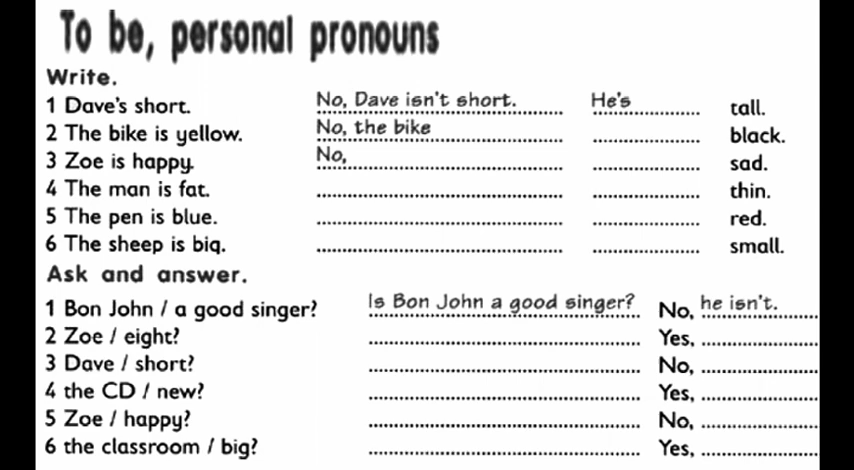 To be, personal pronouns
Write.
1 Dave's short. No, Dave isn't short. He's tall.
2 The bike is yellow. No, the bike black.
3 Zoe is happy. No, sad.
4 The man is fat. thin.
5 The pen is blue. red.
6 The sheep is big. small.
Ask and answer.
1 Bon John / a good singer? Is Bon John a good singer? No, he isn't.
2 Zoe / eight? Yes,
3 Dave / short? No,
4 the CD / new? Yes,
5 Zoe / happy? No,
6 the classroom / big? Yes,